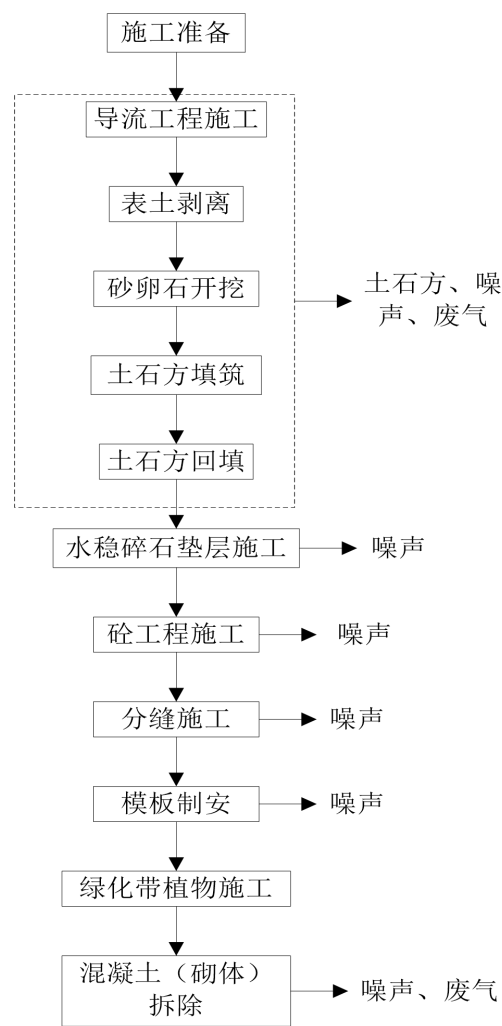 施工准备
导流工程施工
表土剥离
砂卵石开挖
土石方、噪
声、废气
土石方填筑
土石方回填
水稳碎石垫层施工
噪声
砼工程施工
噪声
分缝施工
噪声
模板制安
噪声
绿化带植物施工
混凝土（砌体）
拆除
噪声、废气